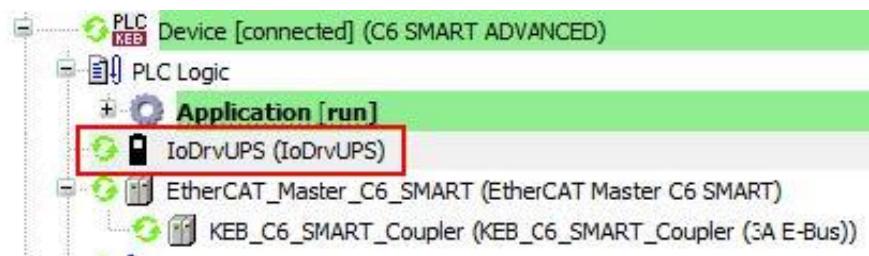 PLC KEB Device [connected] (C6 SMART ADVANCED)
PLC Logic
Application [run]
IoDrvUPS (IoDrvUPS)
EtherCAT_Master_C6_SMART (EtherCAT Master C6 SMART)
KEB_C6_SMART_Coupler (KEB_C6_SMART_Coupler (3A E-Bus))